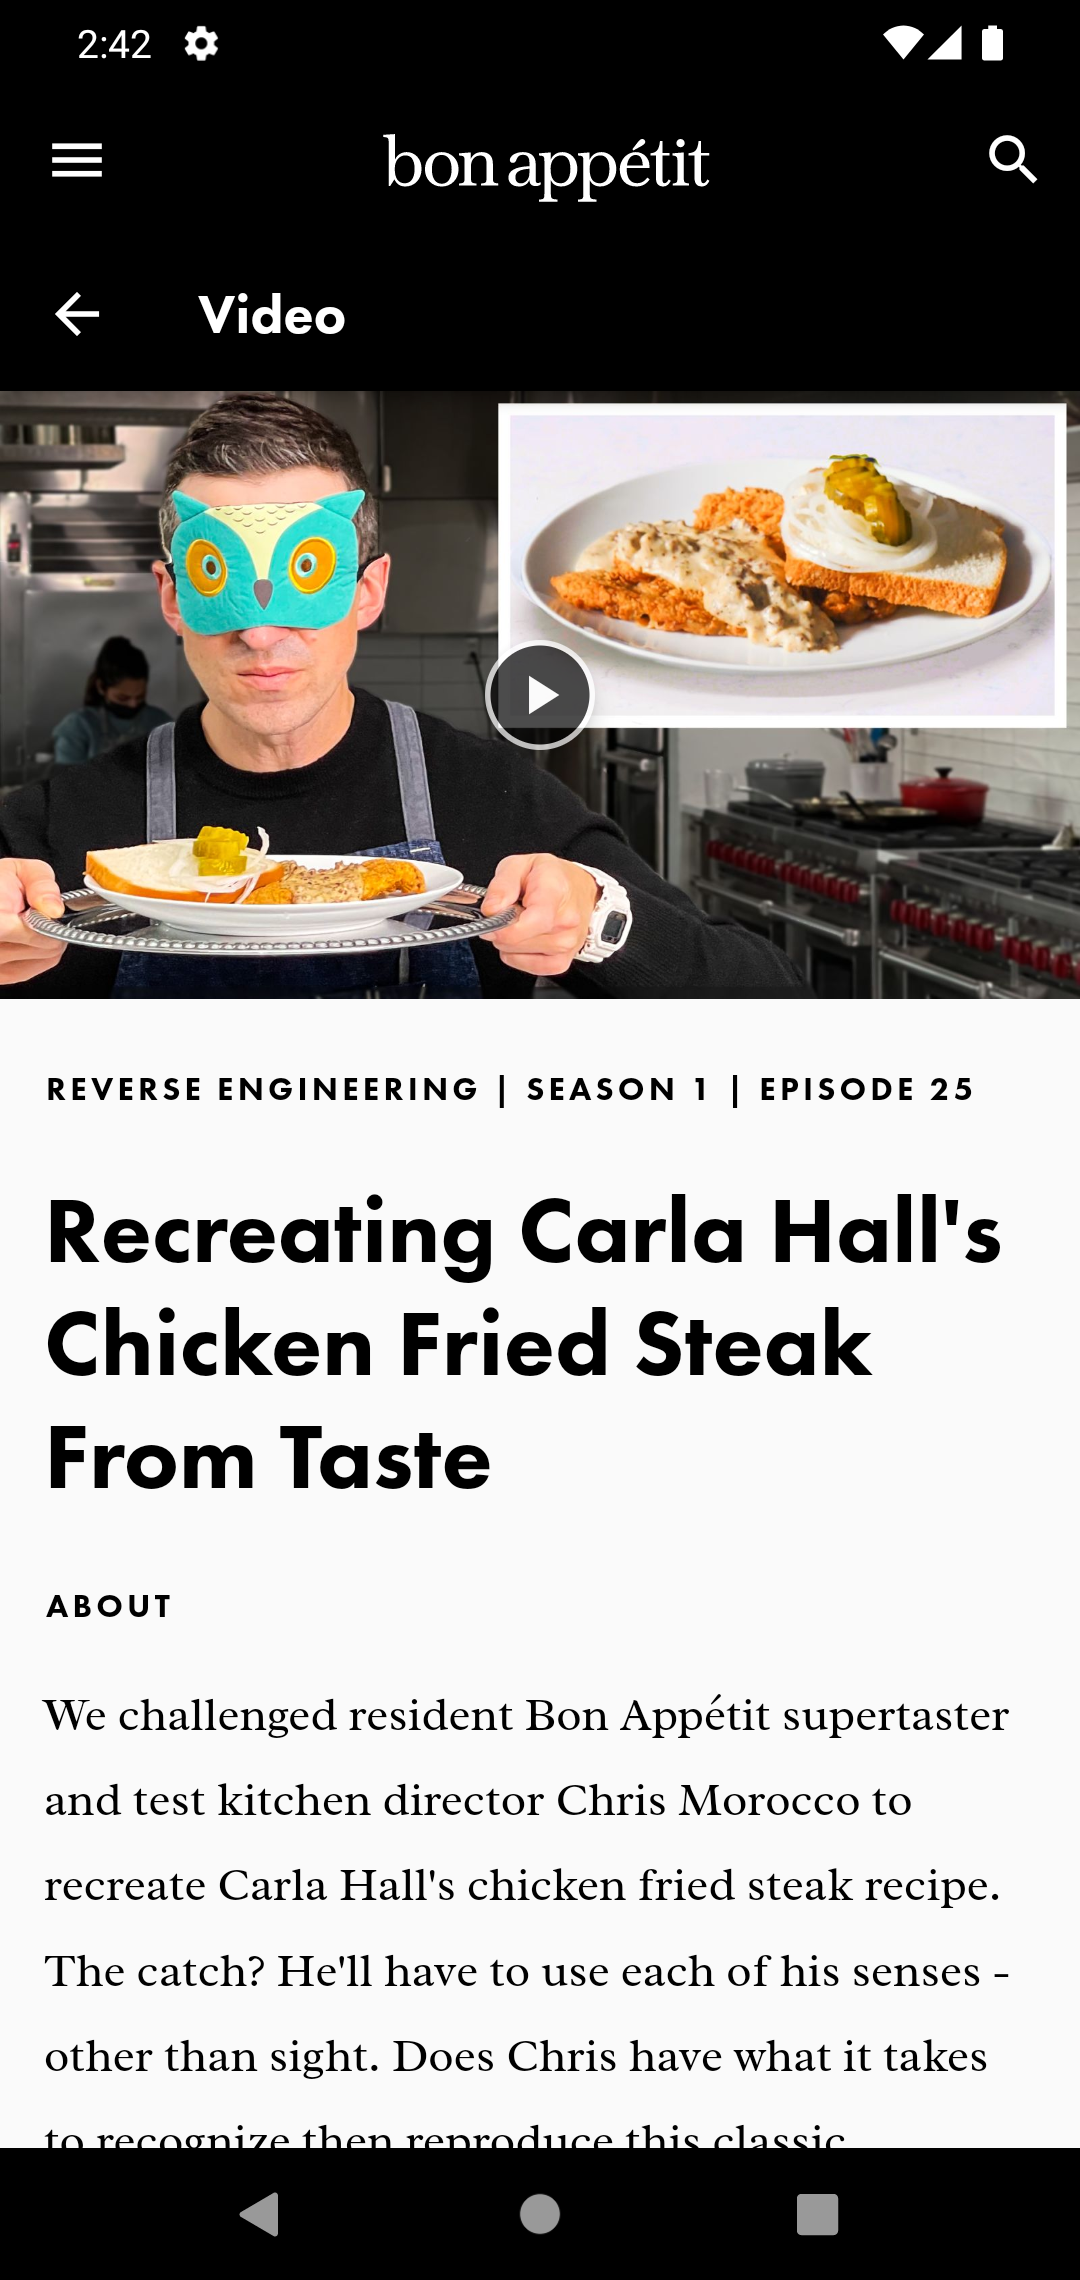 2:42
bon appétit
Video
REVERSE ENGINEERING | SEASON 1 | EPISODE 25
Recreating Carla Hall's
Chicken Fried Steak
From Taste
ABOUT
We challenged resident Bon Appétit supertaster
and test kitchen director Chris Morocco to
recreate Carla Hall's chicken fried steak recipe.
The catch? He'll have to use each of his senses -
other than sight. Does Chris have what it takes
to recognize then reproduce this classic